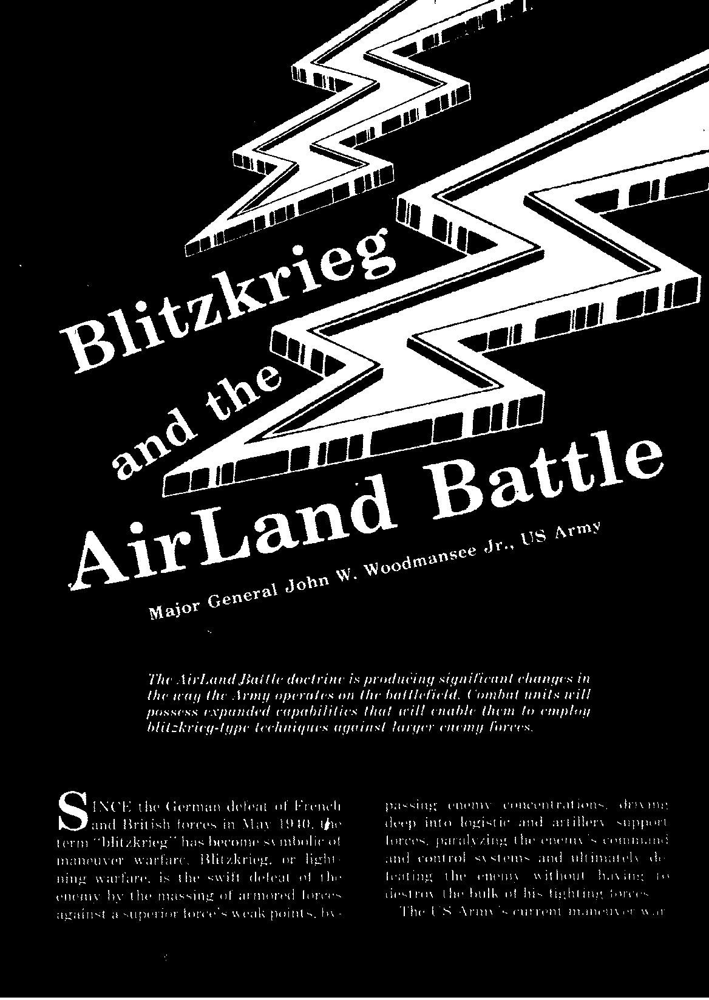 Blitzkrieg
and the
AirLand Battle
Major General John W. Woodmansee Jr., US Army
The AirLand Battle doctrine is producing significant changes in
the way the Army operates on the battlefield. Combat units will
possess expanded capabilities that will enable them to employ
blitzkrieg-type techniques against larger enemy forces.
SINCE the German defeat of French
and British forces in May 1940, the
term "blitzkrieg" has become symbolic of
maneuver warfare. Blitzkrieg, or light-
ning warfare, is the swift defeat of the
enemy by the massing of armored forces
against a superior force's weak points, by-
passing enemy concentrations, driving
deep into logistic and artillery support
forces, paralyzing the enemy's command
and control systems and ultimately de-
feating the enemy without having to
destroy the bulk of his fighting forces.
The US Army's current maneuver war